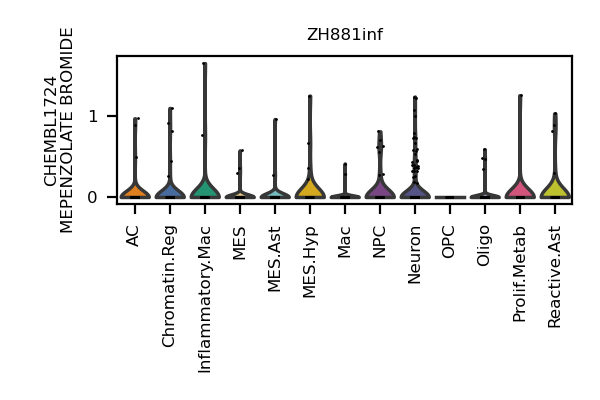 ZH881inf
CHEMBL1724
MEPENZOLATE BROMIDE
1
0
AC
Chromatin.Reg
Inflammatory.Mac
MES
MES.Ast
MES.Hyp
Mac
NPC
Neuron
OPC
Oligo
Prolif.Metab
Reactive.Ast